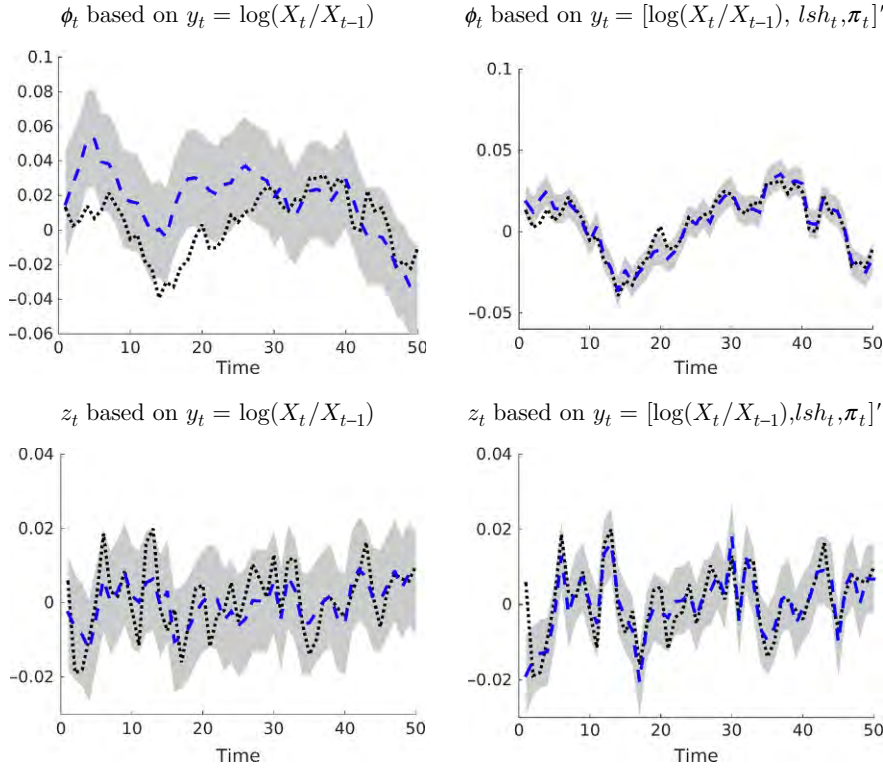 ϕt based on yt = log(Xt/Xt–1)
0.1
0.08
0.06
0.04
0.02
0
–0.02
–0.04
–0.06
0 10 20 30 40 50
Time
ϕt based on yt = [log(Xt/Xt–1), lsht,πt]′
0.1
0.05
0
–0.05
0 10 20 30 40 50
Time
zt based on yt = log(Xt/Xt–1)
0.04
0.02
0
–0.02
0 10 20 30 40 50
Time
zt based on yt = [log(Xt/Xt–1),lsht,πt]′
0.04
0.02
0
–0.02
0 10 20 30 40 50
Time